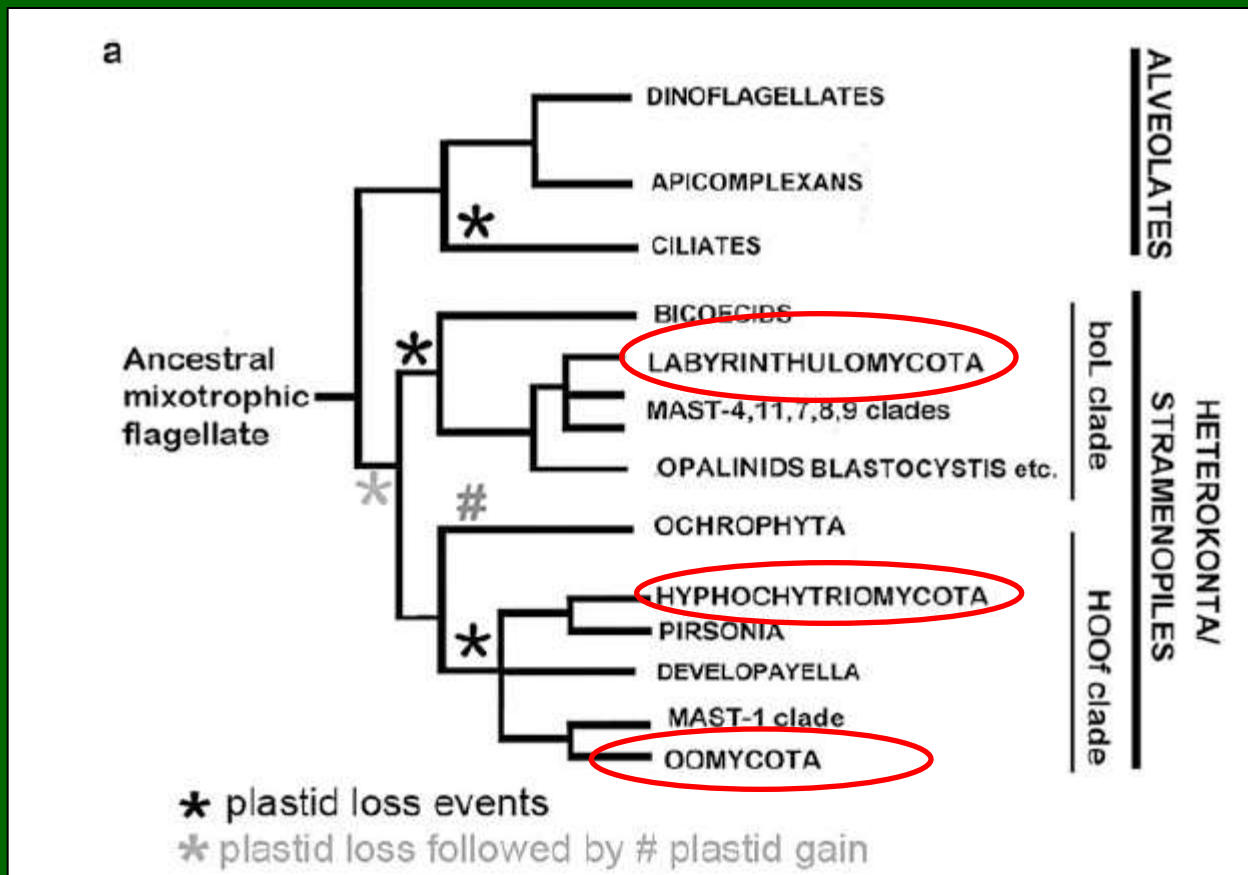 a
DINOFLAGELLATES
APICOMPLEXANS
CILIATES
ALVEOLATES
BICOECIDS
LABYRINTHULOMYCOTA
MAST-4,11,7,8,9 clades
OPALINIDS BLASTOCYSTIS etc.
boL clade
Ancestral
mixotrophic
flagellate
*
*
*
#
OCHROPHYTA
HYPHOCHYTRIOMYCOTA
PIRSONIA
*
DEVELOPAYELLA
MAST-1 clade
OOMYCOTA
HOOf clade
HETEROKONTA/
STRAMENOPILES
* plastid loss events
* plastid loss followed by # plastid gain